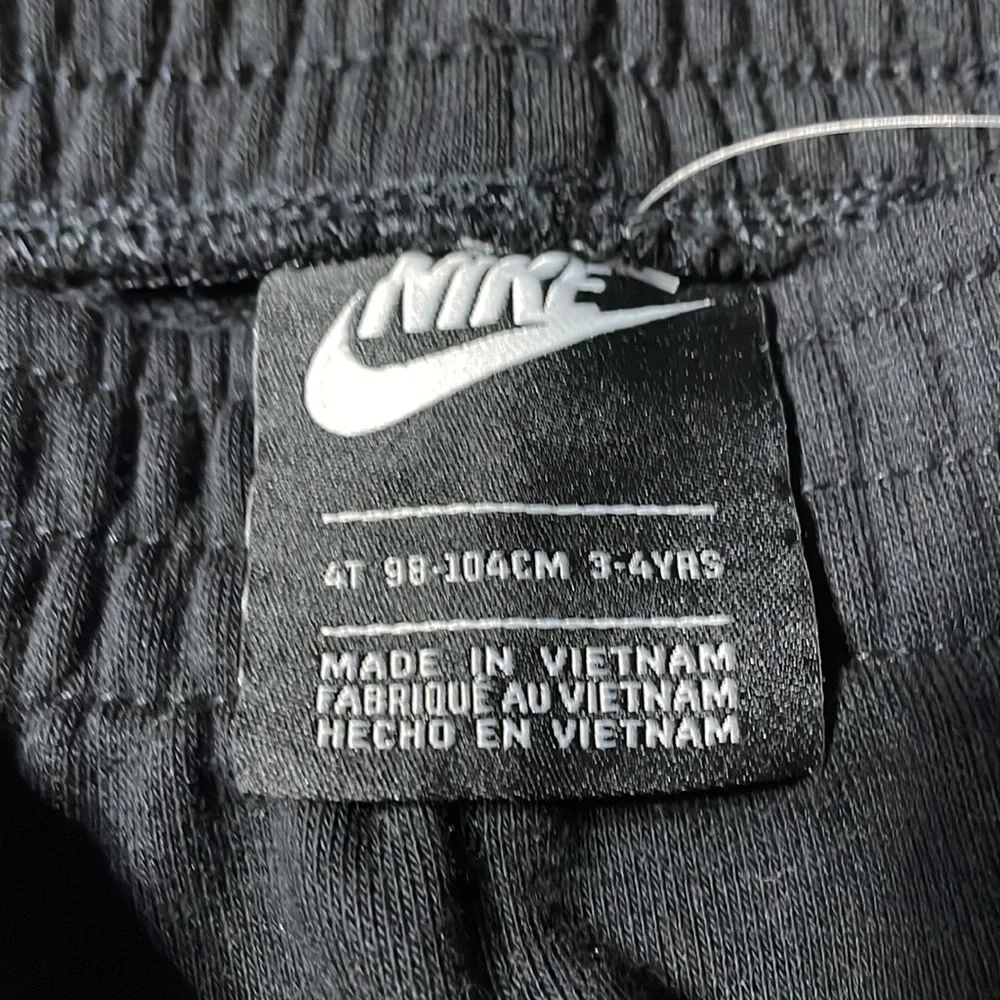 NIKE
4T 98-104CM 3-4YRS
MADE IN VIETNAM
FABRIQUÉ AU VIETNAM
HECHO EN VIETNAM